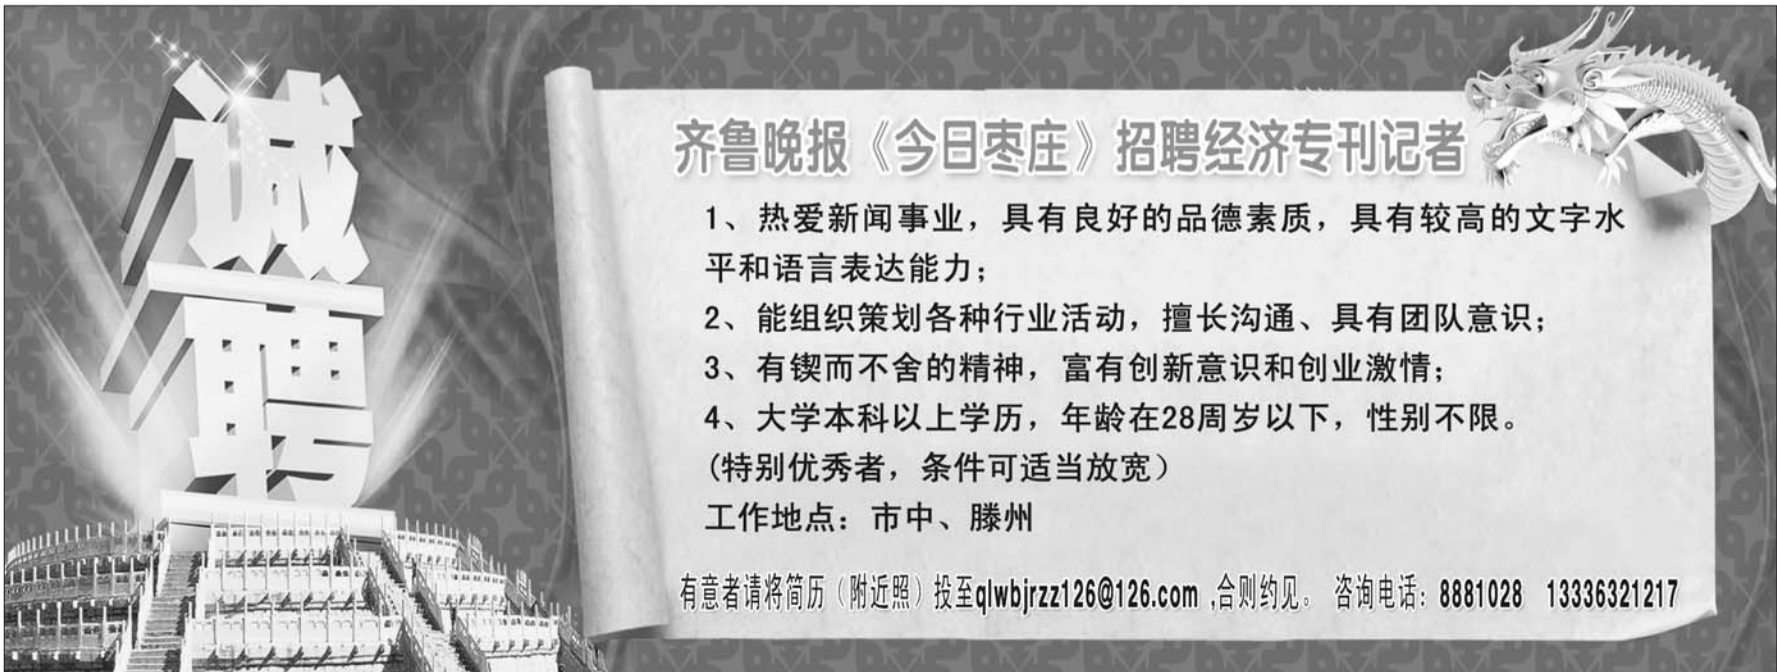 诚聘
齐鲁晚报《今日枣庄》招聘经济专刊记者
1、热爱新闻事业，具有良好的品德素质，具有较高的文字水
平和语言表达能力；
2、能组织策划各种行业活动，擅长沟通、具有团队意识；
3、有锲而不舍的精神，富有创新意识和创业激情；
4、大学本科以上学历，年龄在28周岁以下，性别不限。
(特别优秀者，条件可适当放宽）
工作地点：市中、滕州
有意者请将简历（附近照）投至qlwbjrzz126@126.com ,合则约见。 咨询电话：8881028 13336321217